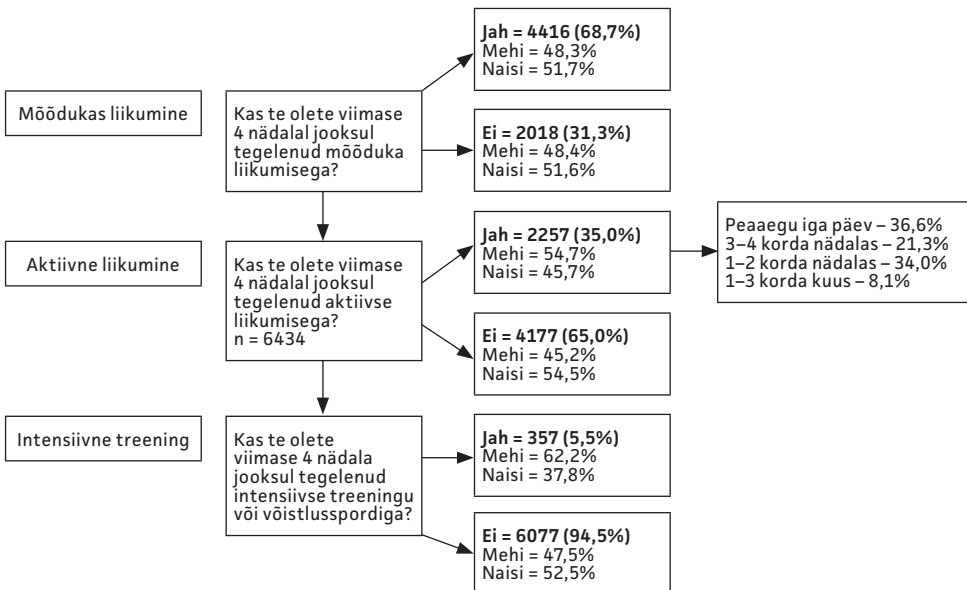 Mõõdukas liikumine
Kas te olete viimase
4 nädalal jooksul
tegelenud mõõduka
liikumisega?
Jah = 4416 (68,7%)
Mehi = 48,3%
Naisi = 51,7%
Ei = 2018 (31,3%)
Mehi = 48,4%
Naisi = 51,6%
Aktiivne liikumine
Kas te olete viimase
4 nädalal jooksul
tegelenud aktiivse
liikumisega?
n = 6434
Jah = 2257 (35,0%)
Mehi = 54,7%
Naisi = 45,7%
Peaaegu iga päev – 36,6%
3–4 korda nädalas – 21,3%
1–2 korda nädalas – 34,0%
1–3 korda kuus – 8,1%
Ei = 4177 (65,0%)
Mehi = 45,2%
Naisi = 54,5%
Intensiivne treening
Kas te olete
viimase 4 nädala
jooksul tegelenud
intensiivse treeningu
või võistlusspordiga?
Jah = 357 (5,5%)
Mehi = 62,2%
Naisi = 37,8%
Ei = 6077 (94,5%)
Mehi = 47,5%
Naisi = 52,5%